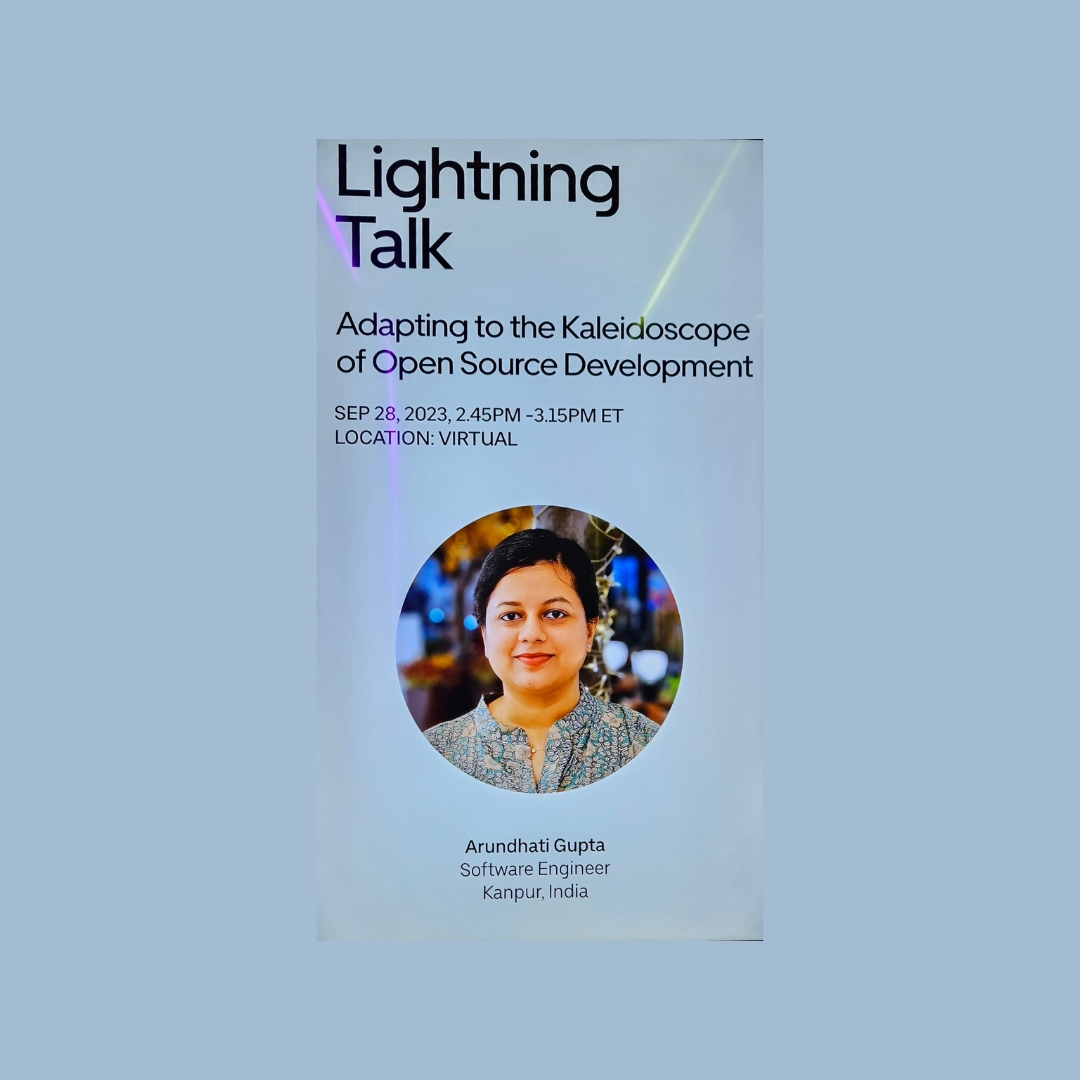 Lightning
Talk
Adapting to the Kaleidoscope
of Open Source Development
SEP 28, 2023, 2.45PM -3.15PM ET
LOCATION: VIRTUAL
Arundhati Gupta
Software Engineer
Kanpur, India